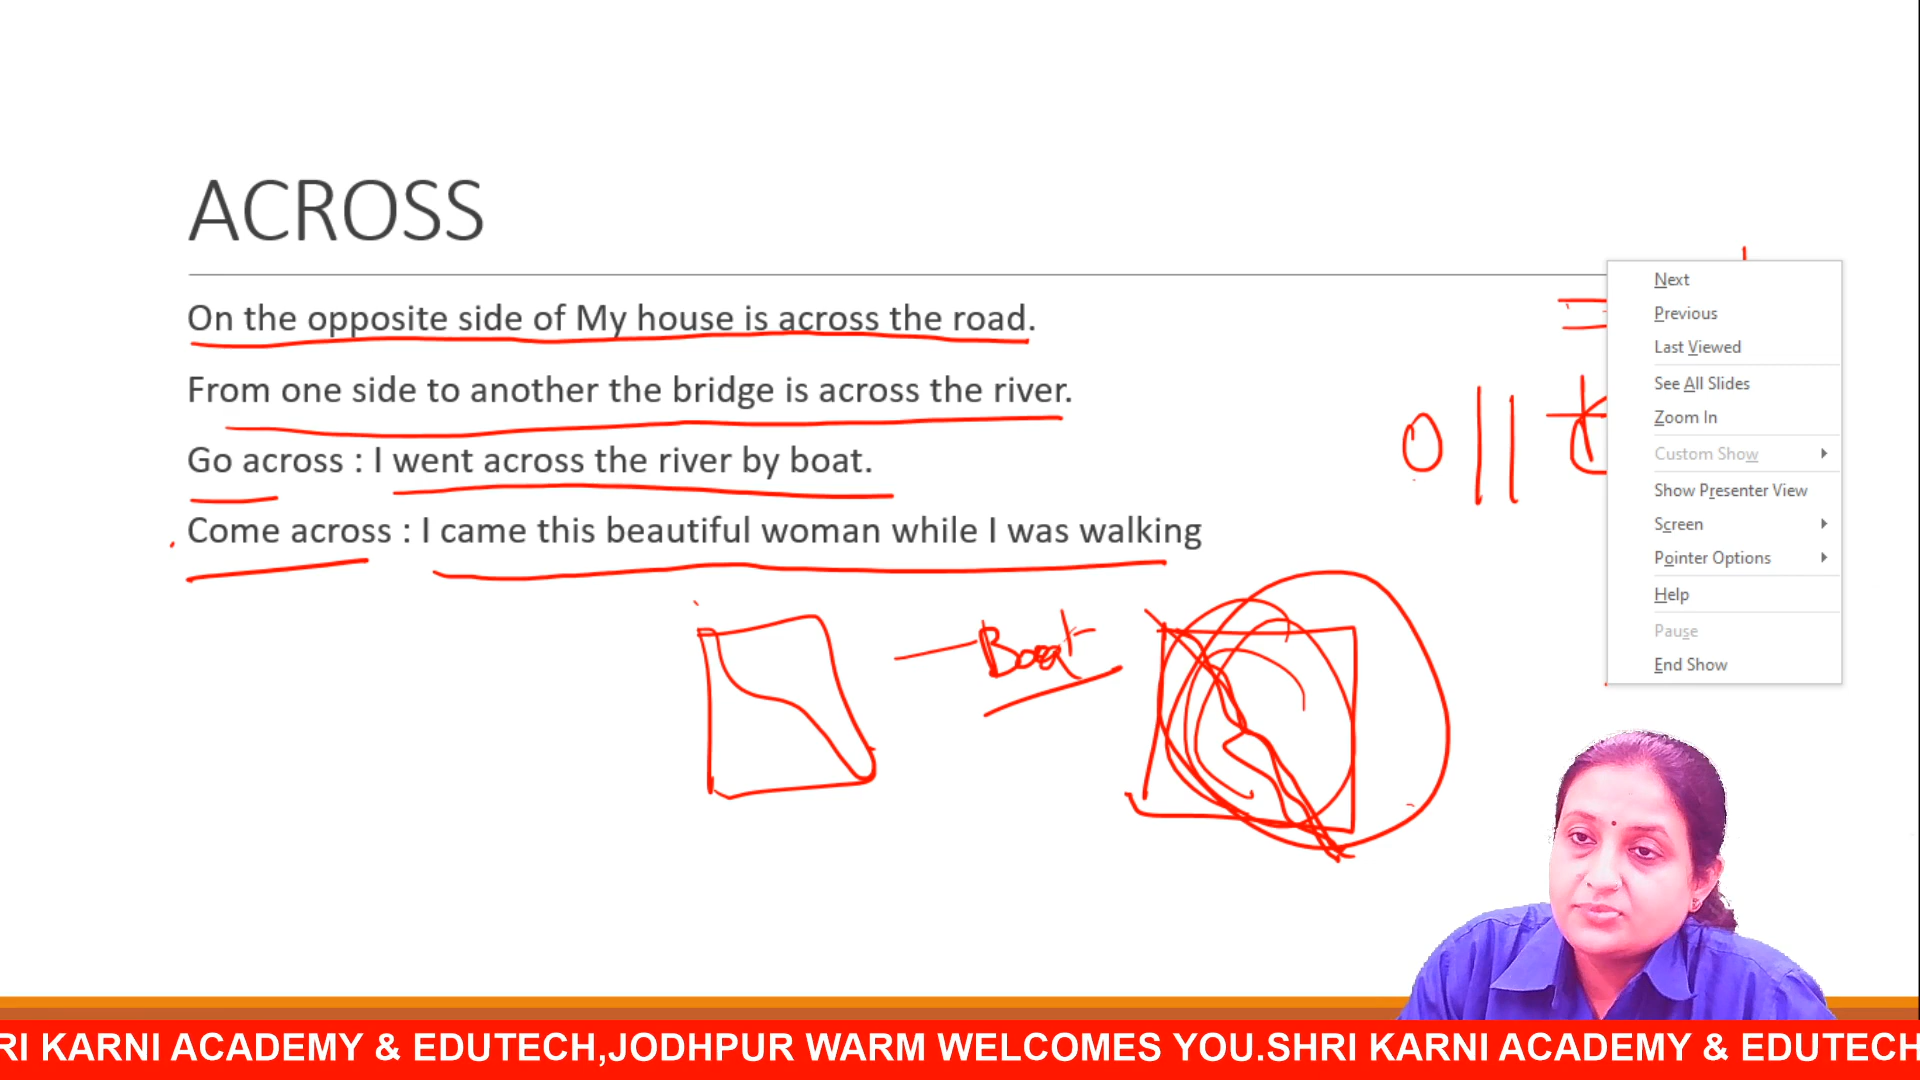 ACROSS
On the opposite side of My house is across the road.
From one side to another the bridge is across the river.
Go across : I went across the river by boat.
Come across : I came this beautiful woman while I was walking
Boat
Next
Previous
Last Viewed
See All Slides
Zoom In
Custom Show
Show Presenter View
Screen
Pointer Options
Help
Pause
End Show
RI KARNI ACADEMY & EDUTECH,JODHPUR WARM WELCOMES YOU.SHRI KARNI ACADEMY & EDUTECH